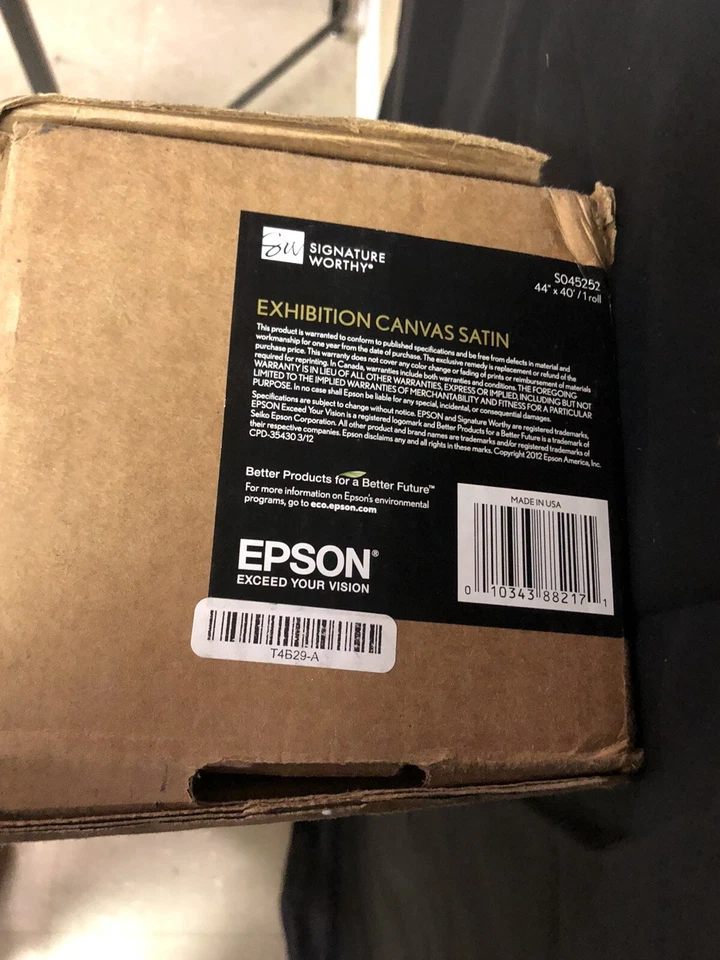 SW
SIGNATURE
WORTHY®
S045252
44" x 40' / 1 roll
EXHIBITION CANVAS SATIN
This product is warranted to conform to published specifications and be free from defects in material and
workmanship for one year from the date of purchase. The exclusive remedy is replacement or refund of the
purchase price. This warranty does not cover any color change or fading of prints or reimbursement of materials
required for reprinting. In Canada, warranties include both warranties and conditions. THE FOREGOING
WARRANTY IS IN LIEU OF ALL OTHER WARRANTIES, EXPRESS OR IMPLIED, INCLUDING BUT NOT
LIMITED TO THE IMPLIED WARRANTIES OF MERCHANTABILITY AND FITNESS FOR A PARTICULAR
PURPOSE. In no case shall Epson be liable for any special, incidental, or consequential damages.
Specifications are subject to change without notice. EPSON and Signature Worthy are registered trademarks,
EPSON Exceed Your Vision is a registered logomark and Better Products for a Better Future is a trademark of
Seiko Epson Corporation. All other product and brand names are trademarks and/or registered trademarks of
their respective companies. Epson disclaims any and all rights in these marks. Copyright 2012 Epson America, Inc.
CPD-35430 3/12
Better Products for a Better Future™
For more information on Epson's environmental
programs, go to eco.epson.com
EPSON®
EXCEED YOUR VISION
MADE IN USA
0 10343 88217 1
T4B29-A